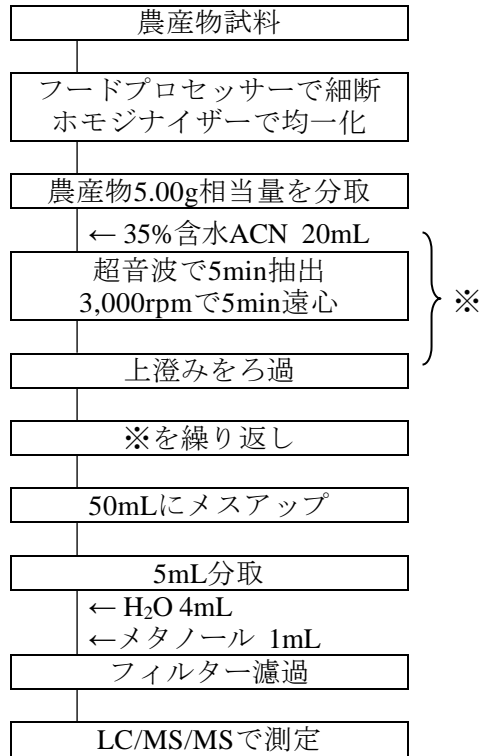 農産物試料
フードプロセッサーで細断
ホモジナイザーで均一化
農産物5.00g相当量を分取
←35%含水ACN 20mL
超音波で5min抽出
3,000rpmで5min遠心
※
上澄みをろ過
※を繰り返し
50mLにメスアップ
5mL分取
←H₂O 4mL
←メタノール 1mL
フィルター濾過
LC/MS/MSで測定